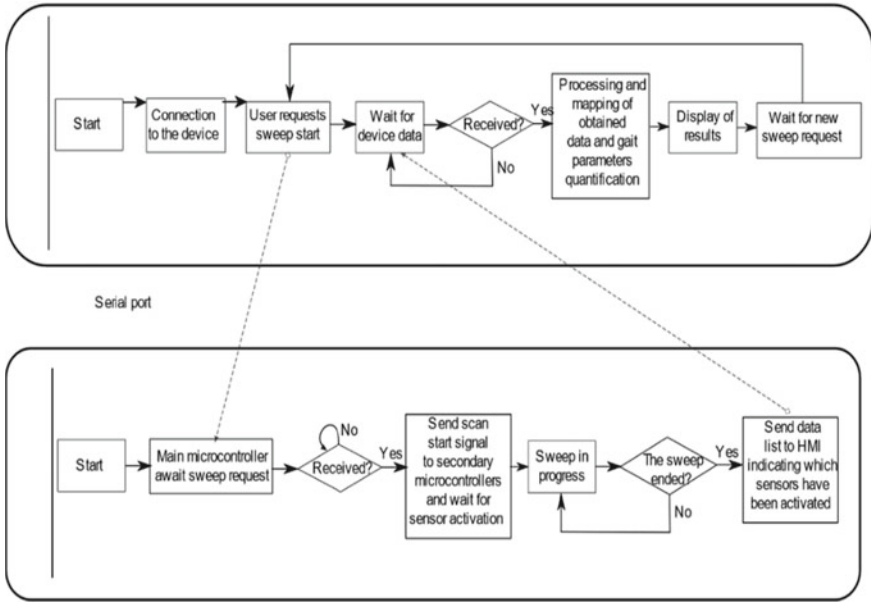 Start
Connection
to the device
User requests
sweep start
Wait for
device data
Received?
Yes
No
Processing and
mapping of
obtained
data and gait
parameters
quantification
Display of
results
Wait for new
sweep request
Serial port
Start
Main microcontroller
await sweep request
No
Received?
Yes
Send scan
start signal
to secondary
microcontrollers
and wait for
sensor activation
Sweep in
progress
The sweep
ended?
Yes
No
Send data
list to HMI
indicating which
sensors have
been activated